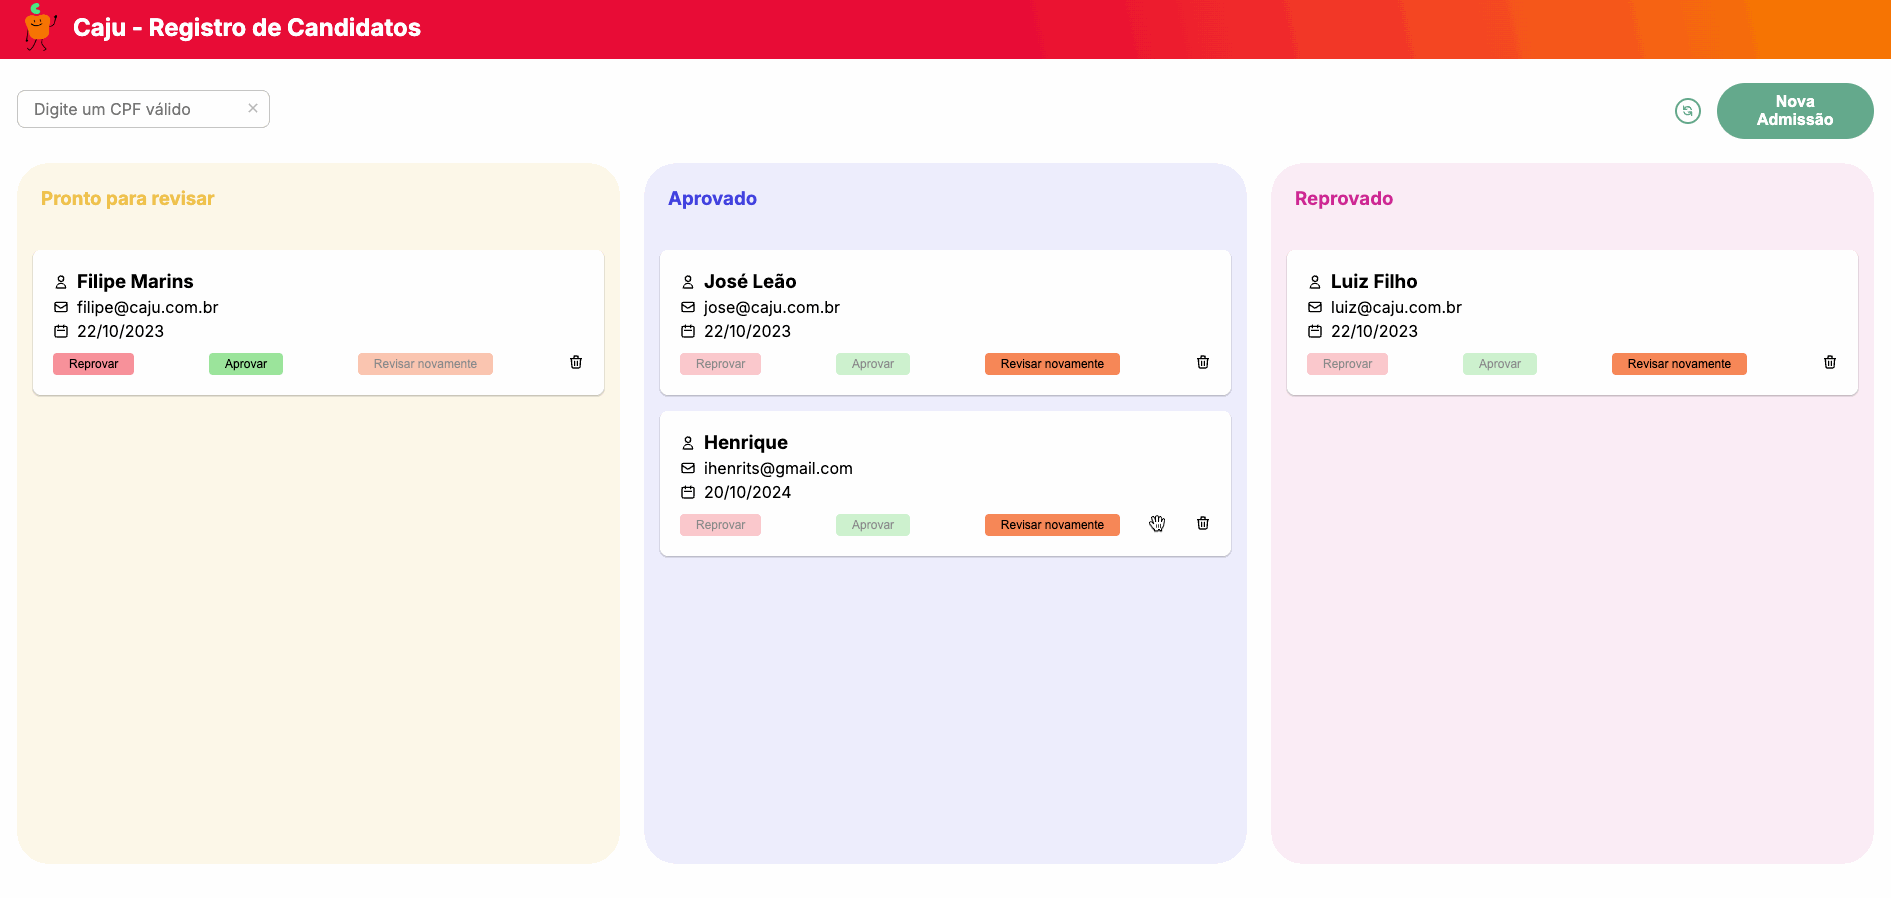 Caju - Registro de Candidatos
Digite um CPF válido
Nova
Admissão
Pronto para revisar
Filipe Marins
filipe@caju.com.br
22/10/2023
Reprovar Aprovar Revisar novamente
Aprovado
José Leão
jose@caju.com.br
22/10/2023
Reprovar Aprovar Revisar novamente
Henrique
ihenrits@gmail.com
20/10/2024
Reprovar Aprovar Revisar novamente
Reprovado
Luiz Filho
luiz@caju.com.br
22/10/2023
Reprovar Aprovar Revisar novamente